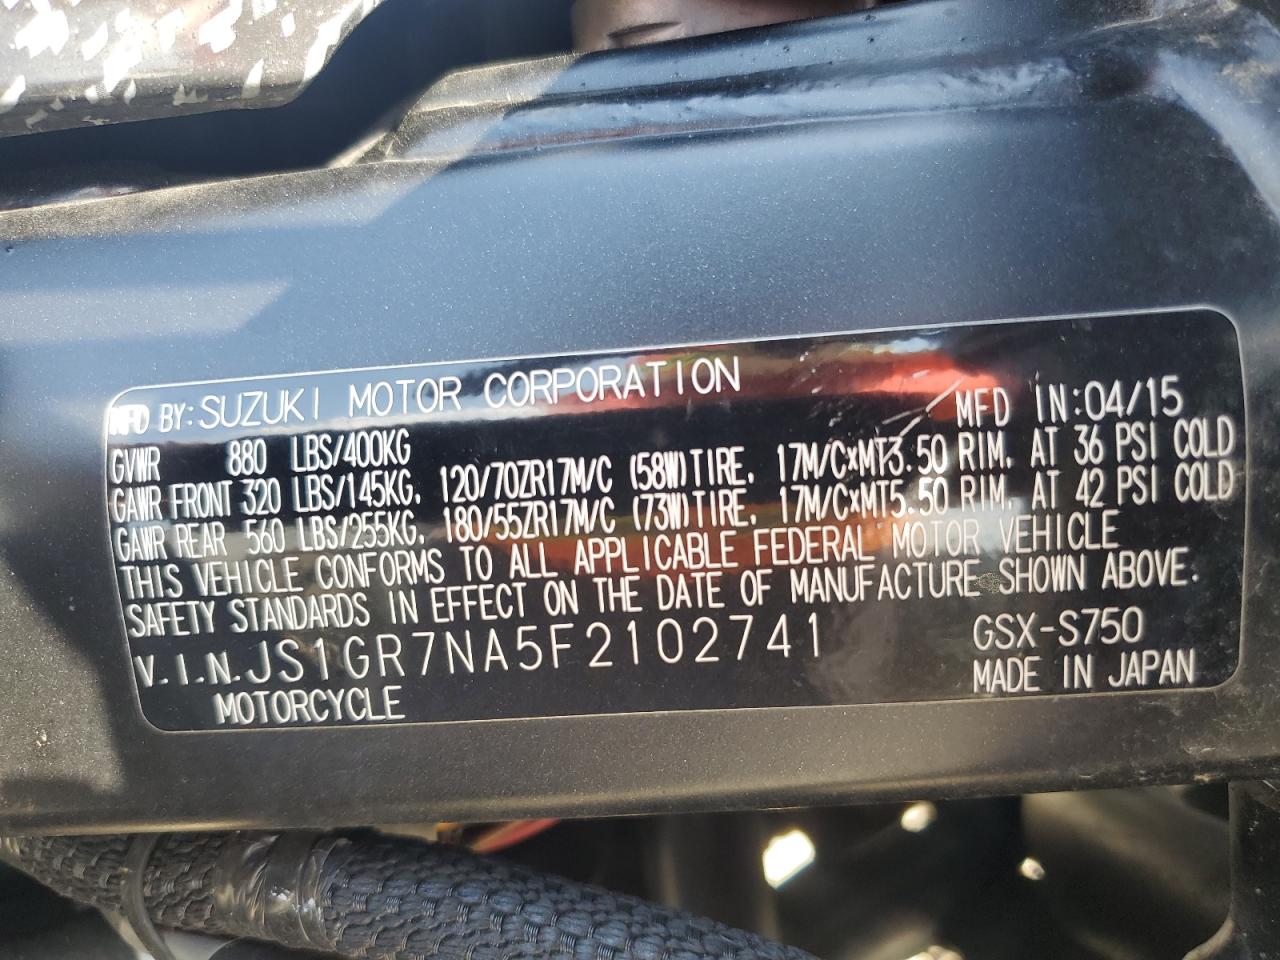 MFD BY: SUZUKI MOTOR CORPORATION MFD IN: 04/15
GVWR 880 LBS/400KG
GAWR FRONT 320 LBS/145KG. 120/70ZR17M/C (58W)TIRE, 17M/CxMT3.50 RIM, AT 36 PSI COLD
GAWR REAR 560 LBS/255KG. 180/55ZR17M/C (73W)TIRE, 17M/CxMT5.50 RIM, AT 42 PSI COLD
THIS VEHICLE CONFORMS TO ALL APPLICABLE FEDERAL MOTOR VEHICLE
SAFETY STANDARDS IN EFFECT ON THE DATE OF MANUFACTURE SHOWN ABOVE.
V.I.N. JS1GR7NA5F2102741 GSX-S750
MOTORCYCLE MADE IN JAPAN